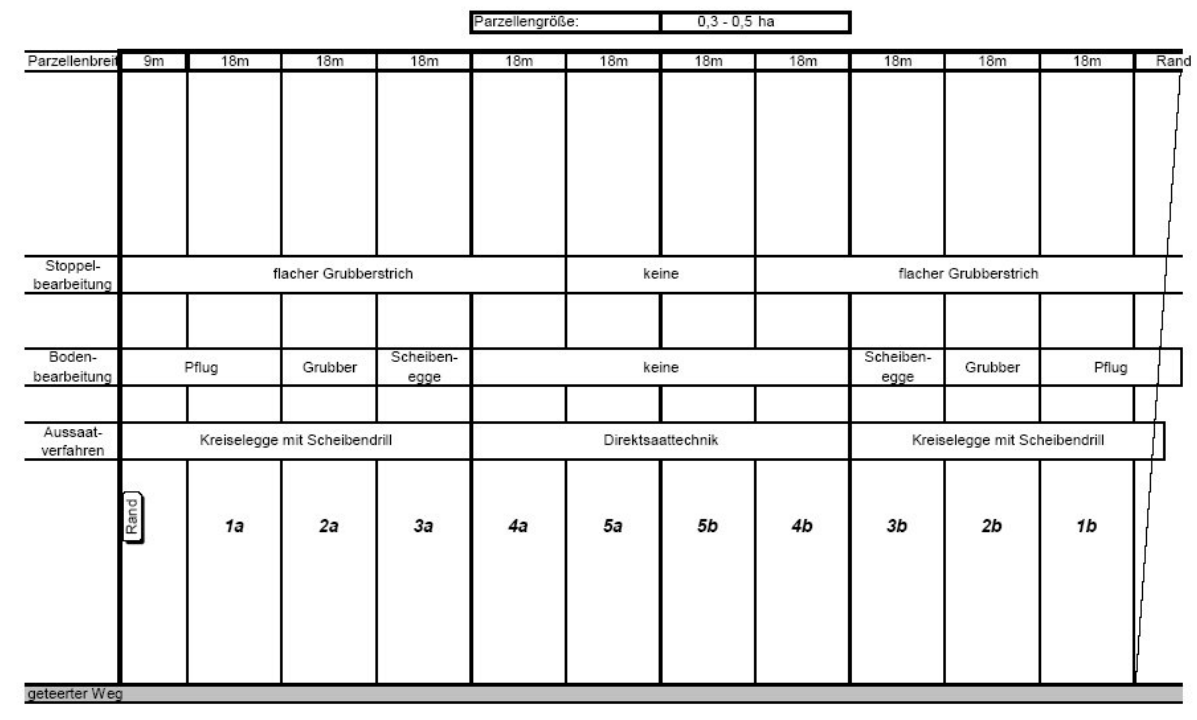 Parzellengröße: 0,3 - 0,5 ha
Parzellenbreit 9m 18m 18m 18m 18m 18m 18m 18m 18m 18m 18m Rand
Stoppel-
bearbeitung
flacher Grubberstrich keine flacher Grubberstrich
Boden-
bearbeitung
Pflug Grubber Scheiben-
egge
keine Scheiben-
egge
Grubber Pflug
Aussaat-
verfahren
Kreiselegge mit Scheibendrill Direktsaattechnik Kreiselegge mit Scheibendrill
Rand 1a 2a 3a 4a 5a 5b 4b 3b 2b 1b
geteerter Weg